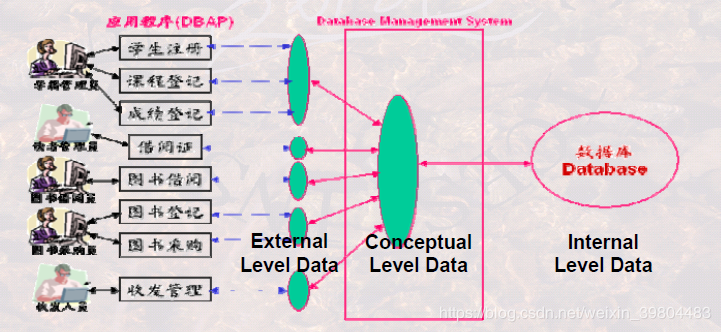 应用程序(DBAP)
Database Management System
学生注册
课程登记
学籍管理员
成绩登记
借阅证
读者管理员
图书借阅
图书借阅员
图书登记
图书采购
图书采购员
收发管理
收发人员
数据库
Database
External
Level Data
Conceptual
Level Data
Internal
Level Data
https://blog.csdn.net/weixin_39804483